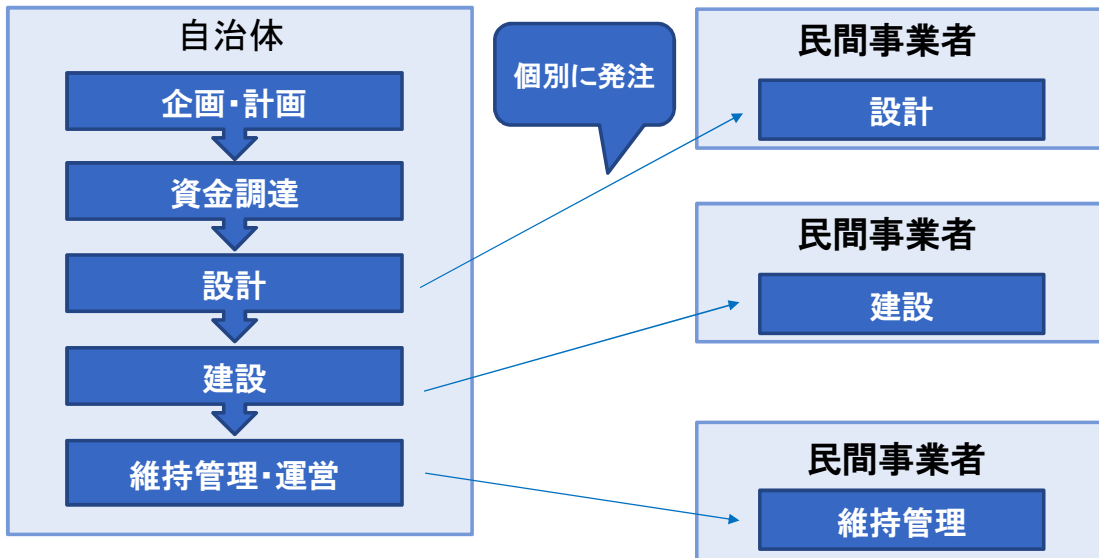 自治体
企画・計画
資金調達
設計
建設
維持管理・運営
個別に発注
民間事業者
設計
民間事業者
建設
民間事業者
維持管理